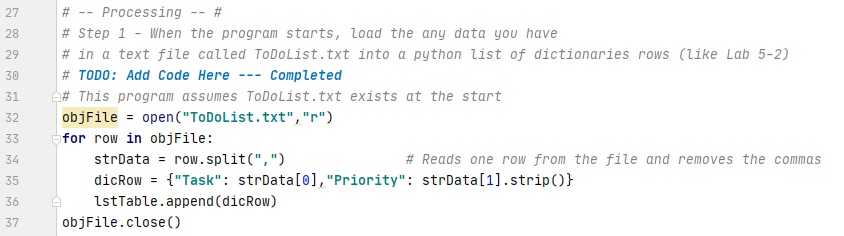 27 # -- Processing -- #
28 # Step 1 - When the program starts, load the any data you have
29 # in a text file called ToDoList.txt into a python list of dictionaries rows (like Lab 5-2)
30 # TODO: Add Code Here --- Completed
31 # This program assumes ToDoList.txt exists at the start
32 objFile = open("ToDoList.txt","r")
33 for row in objFile:
34     strData = row.split(",")               # Reads one row from the file and removes the commas
35     dicRow = {"Task": strData[0],"Priority": strData[1].strip()}
36     lstTable.append(dicRow)
37 objFile.close()